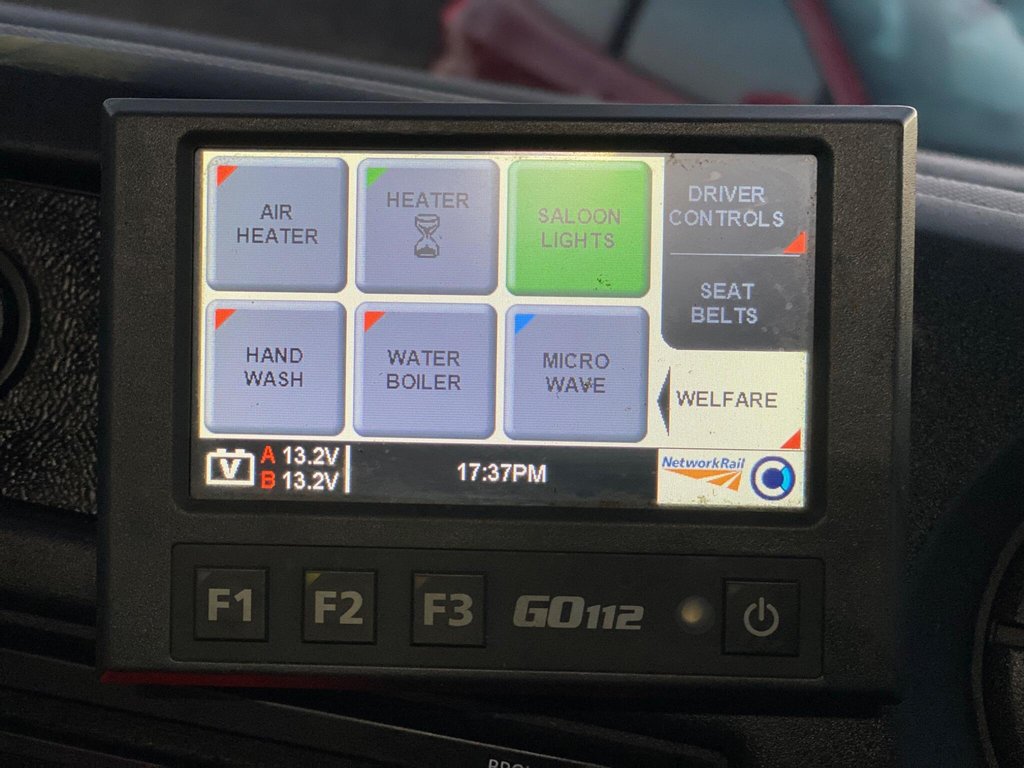 AIR
HEATER
HEATER
SALOON
LIGHTS
DRIVER
CONTROLS
SEAT
BELTS
HAND
WASH
WATER
BOILER
MICRO
WAVE
WELFARE
V
A 13.2V
B 13.2V
17:37PM
NetworkRail
F1
F2
F3
GO112